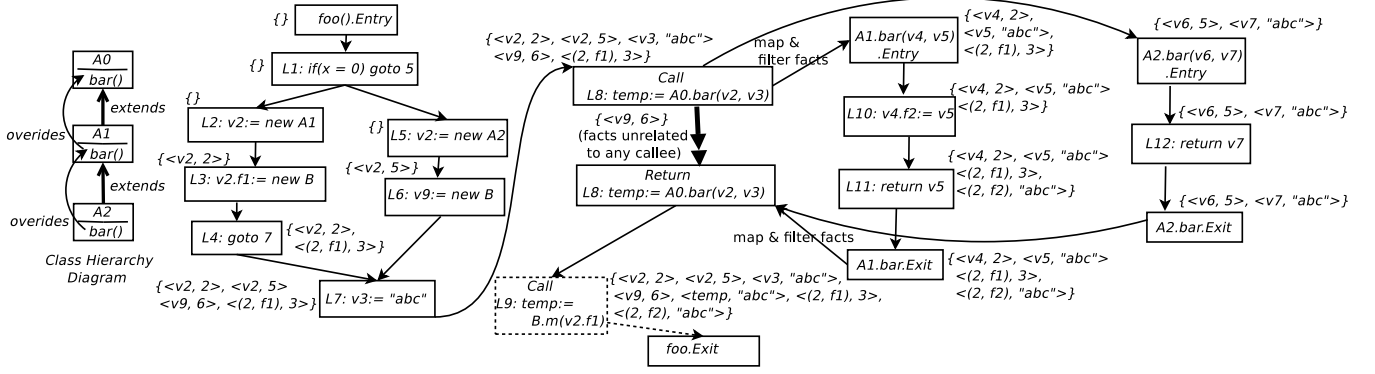 A0
bar()
extends
overides
A1
bar()
extends
overides
A2
bar()
Class Hierarchy
Diagram
{}
foo().Entry
{}
L1: if(x = 0) goto 5
{}
L2: v2:= new A1
{}
L5: v2:= new A2
{<v2, 2>}
L3: v2.f1:= new B
{<v2, 5>}
L6: v9:= new B
L4: goto 7
{<v2, 2>,
<(2, f1), 3>}
{<v2, 2>, <v2, 5>
<v9, 6>, <(2, f1), 3>}
L7: v3:= "abc"
{<v2, 2>, <v2, 5>, <v3, "abc">
<v9, 6>, <(2, f1), 3>}
Call
L8: temp:= A0.bar(v2, v3)
map &
filter facts
{<v9, 6>}
(facts unrelated
to any callee)
Return
L8: temp:= A0.bar(v2, v3)
map & filter facts
Call
L9: temp:=
B.m(v2.f1)
{<v2, 2>, <v2, 5>, <v3, "abc">,
<v9, 6>, <temp, "abc">, <(2, f1), 3>,
<(2, f2), "abc">}
foo.Exit
A1.bar(v4, v5)
.Entry
{<v4, 2>,
<v5, "abc">,
<(2, f1), 3>}
L10: v4.f2:= v5
{<v4, 2>, <v5, "abc">
<(2, f1), 3>}
L11: return v5
{<v4, 2>, <v5, "abc">
<(2, f1), 3>,
<(2, f2), "abc">}
A1.bar.Exit
{<v4, 2>, <v5, "abc">
<(2, f1), 3>,
<(2, f2), "abc">}
{<v6, 5>, <v7, "abc">}
A2.bar(v6, v7)
.Entry
{<v6, 5>, <v7, "abc">}
L12: return v7
{<v6, 5>, <v7, "abc">}
A2.bar.Exit